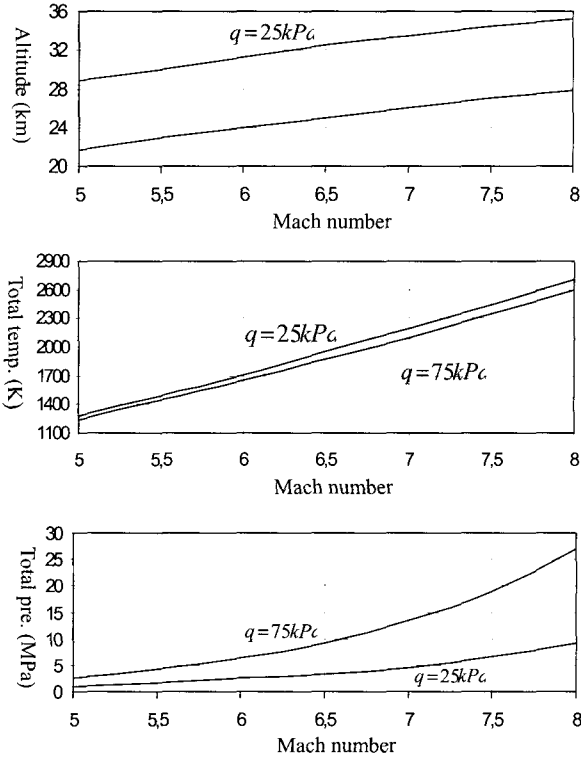 36
32
28
24
20
Altitude (km)
q=25kPa
5 5,5 6 6,5 7 7,5 8
Mach number
2900
2600
2300
2000
1700
1400
1100
Total temp. (K)
q=25kPa
q=75kPa
5 5,5 6 6,5 7 7,5 8
Mach number
30
25
20
15
10
5
0
Total pre. (MPa)
q=75kPa
q=25kPa
5 5,5 6 6,5 7 7,5 8
Mach number